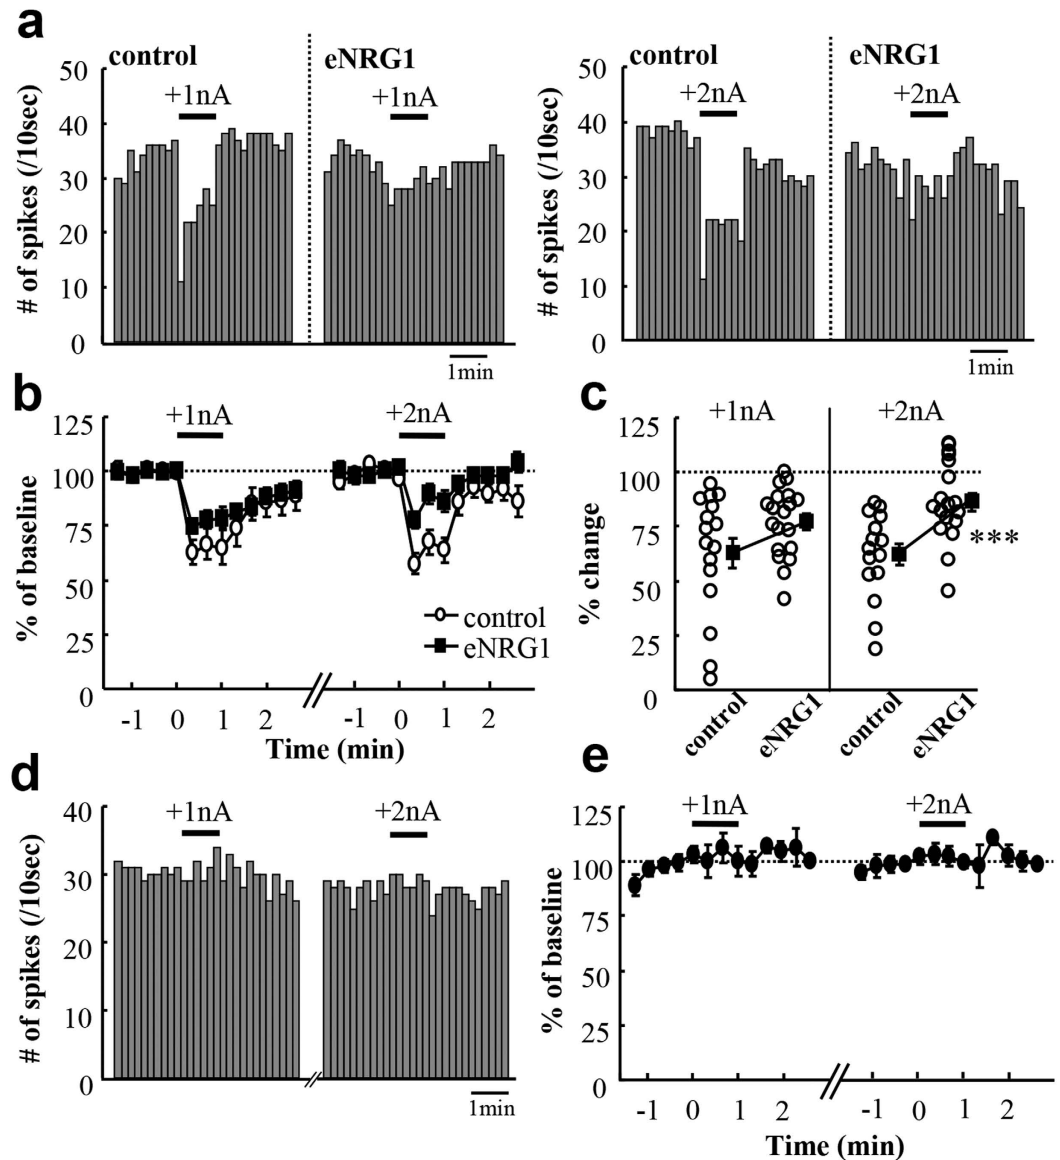 a
control
eNRG1
+1nA
+1nA
# of spikes (/10sec)
50
40
30
20
10
0
1min
control
eNRG1
+2nA
+2nA
# of spikes (/10sec)
50
40
30
20
10
0
1min
b
+1nA
+2nA
% of baseline
125
100
75
50
25
0
control
eNRG1
-1 0 1 2
-1 0 1 2
Time (min)
c
+1nA
+2nA
% change
125
100
75
50
25
0
***
control
eNRG1
control
eNRG1
d
+1nA
+2nA
# of spikes (/10sec)
40
30
20
10
0
1min
e
+1nA
+2nA
% of baseline
125
100
75
50
25
0
-1 0 1 2
-1 0 1 2
Time (min)